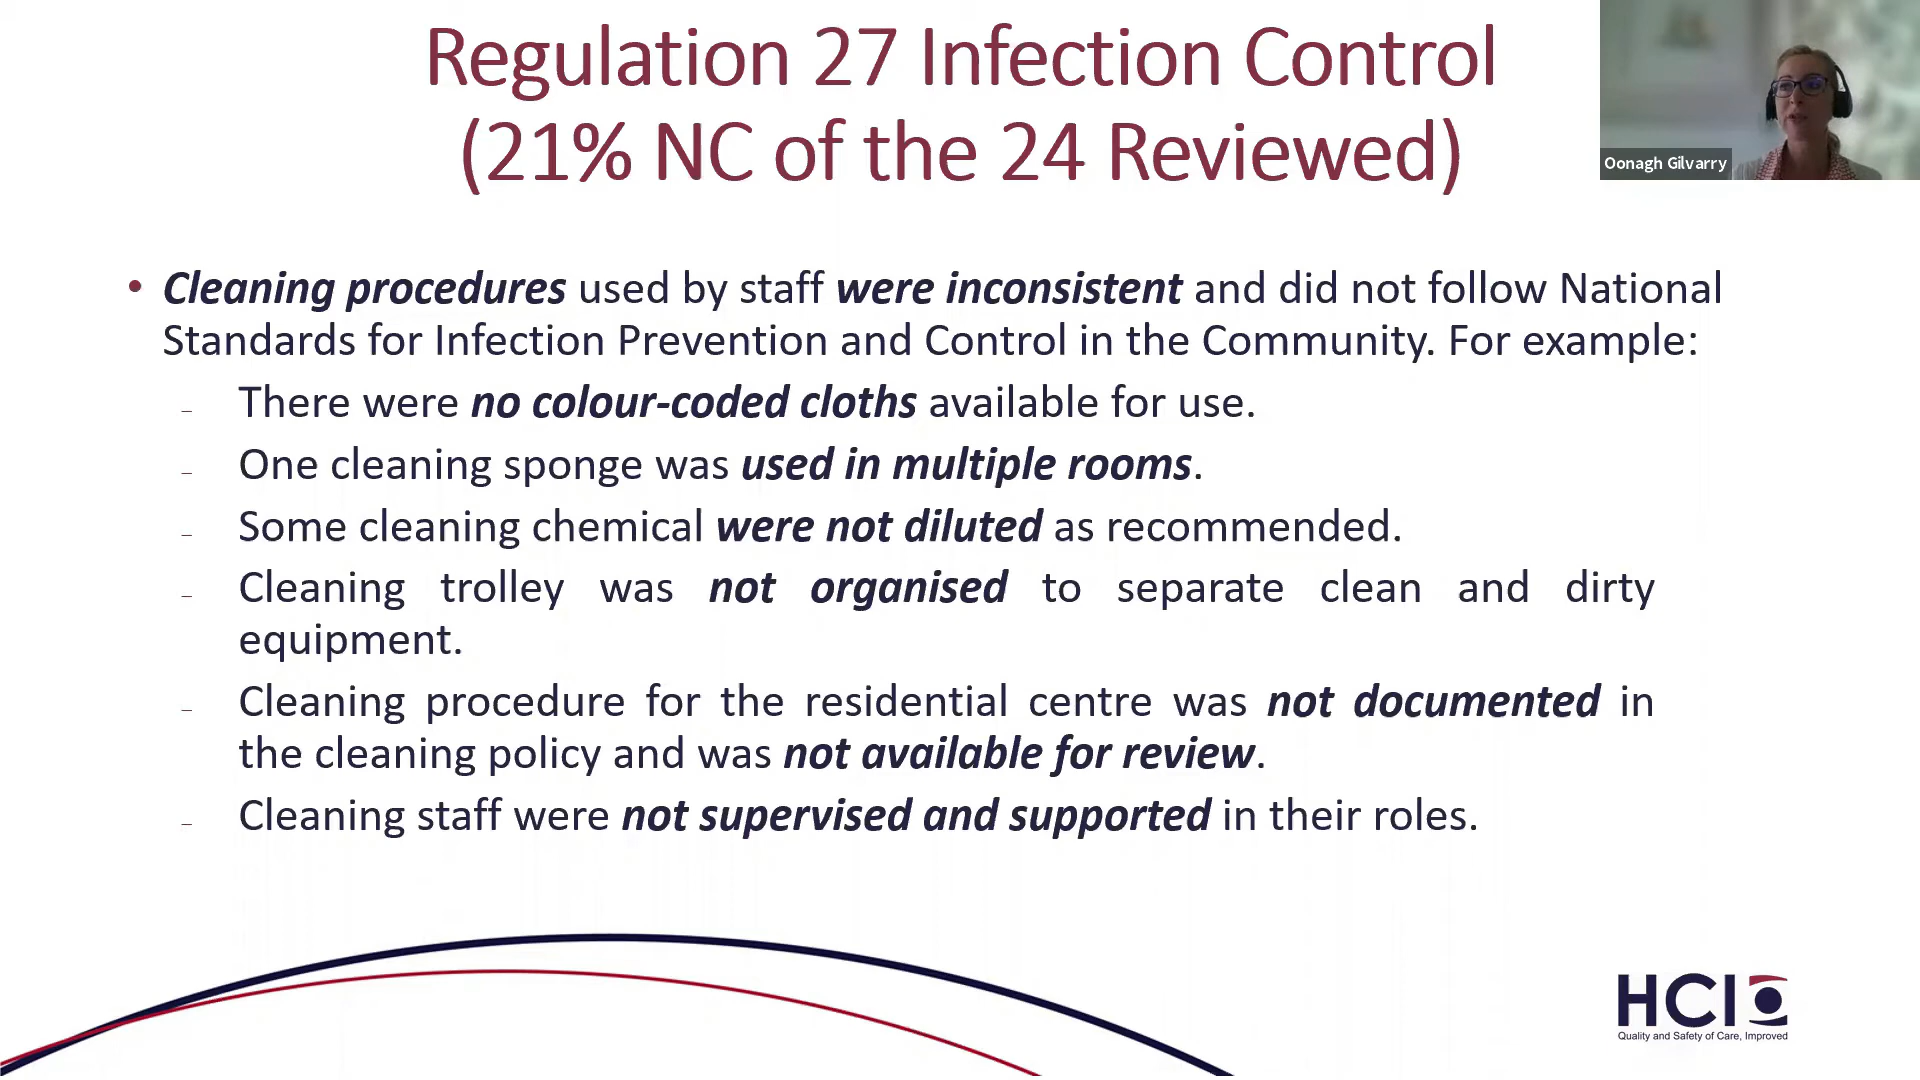 Regulation 27 Infection Control
(21% NC of the 24 Reviewed)
Oonagh Gilvarry
• Cleaning procedures used by staff were inconsistent and did not follow National
Standards for Infection Prevention and Control in the Community. For example:
– There were no colour-coded cloths available for use.
– One cleaning sponge was used in multiple rooms.
– Some cleaning chemical were not diluted as recommended.
– Cleaning trolley was not organised to separate clean and dirty
equipment.
– Cleaning procedure for the residential centre was not documented in
the cleaning policy and was not available for review.
– Cleaning staff were not supervised and supported in their roles.
HCI
Quality and Safety of Care, Improved